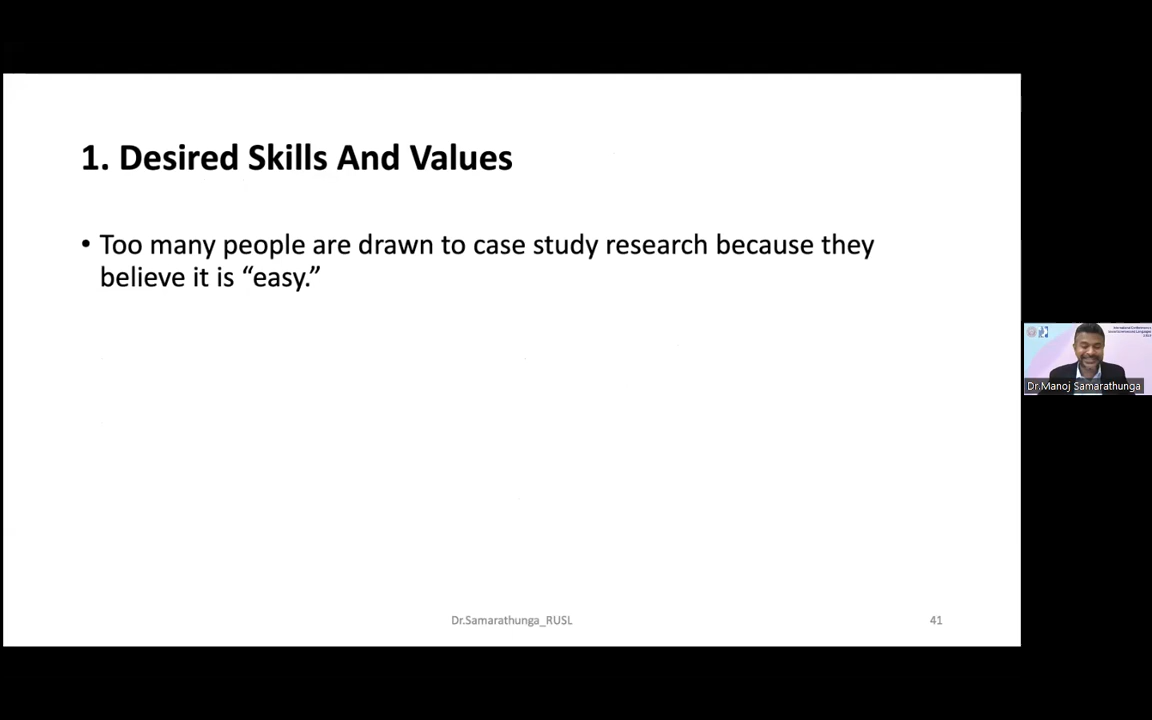 1. Desired Skills And Values
• Too many people are drawn to case study research because they
believe it is “easy.”
Dr.Manoj Samarathunga
Dr.Samarathunga_RUSL
41